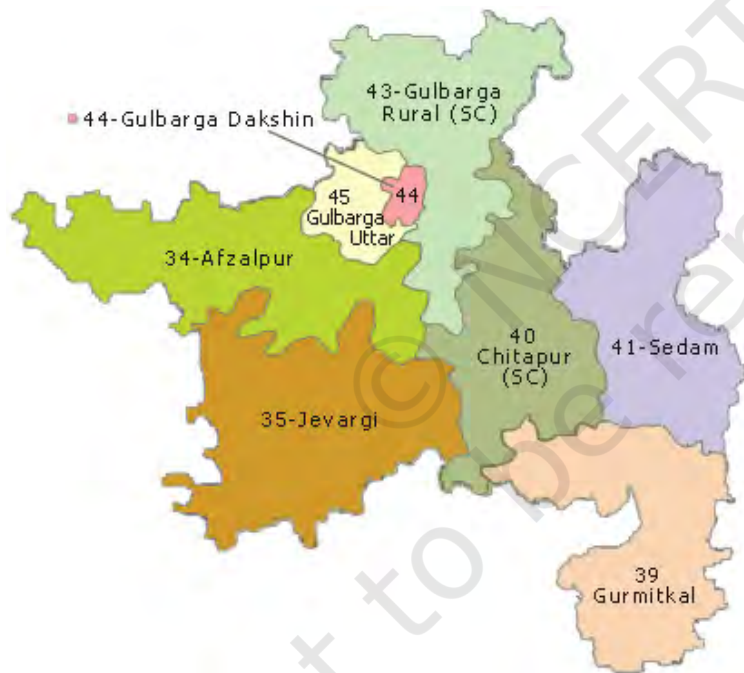 43-Gulbarga
Rural (SC)
44-Gulbarga Dakshin
45
Gulbarga
Uttar
44
34-Afzalpur
40
Chitapur
(SC)
41-Sedam
35-Jevargi
39
Gurmitkal
© NCERT
not to be re